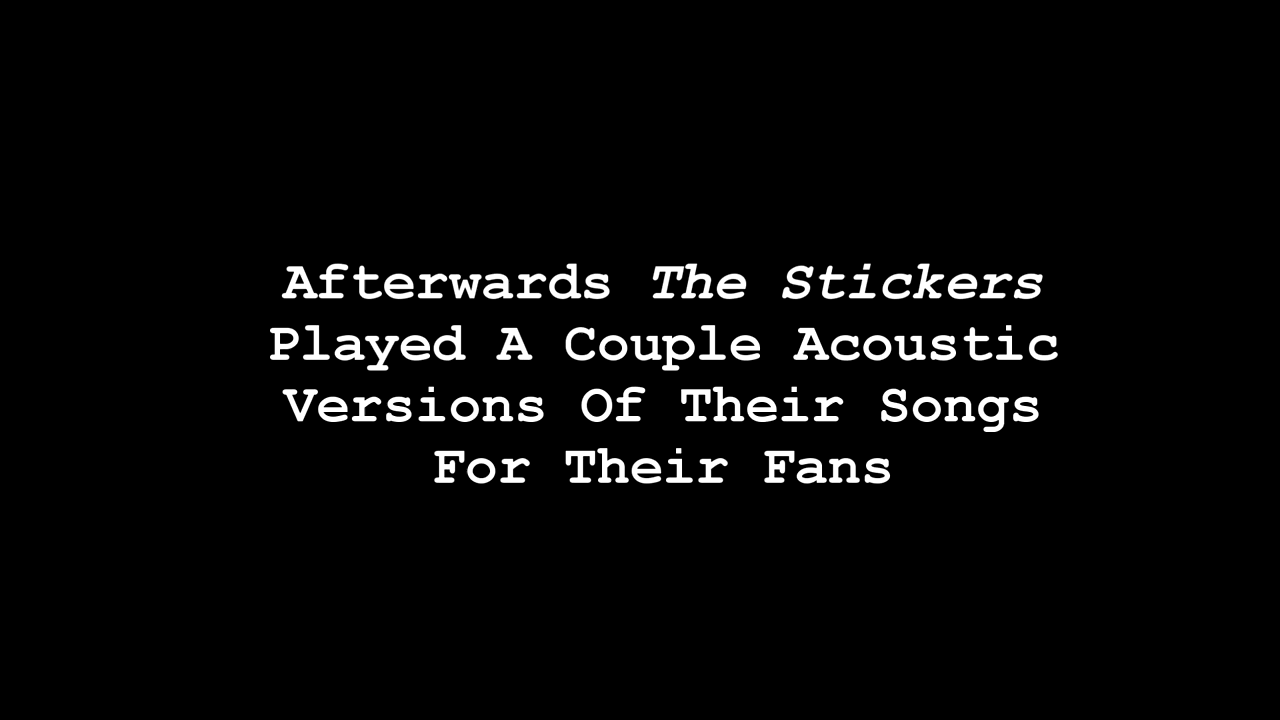 Afterwards The Stickers
Played A Couple Acoustic
Versions Of Their Songs
For Their Fans